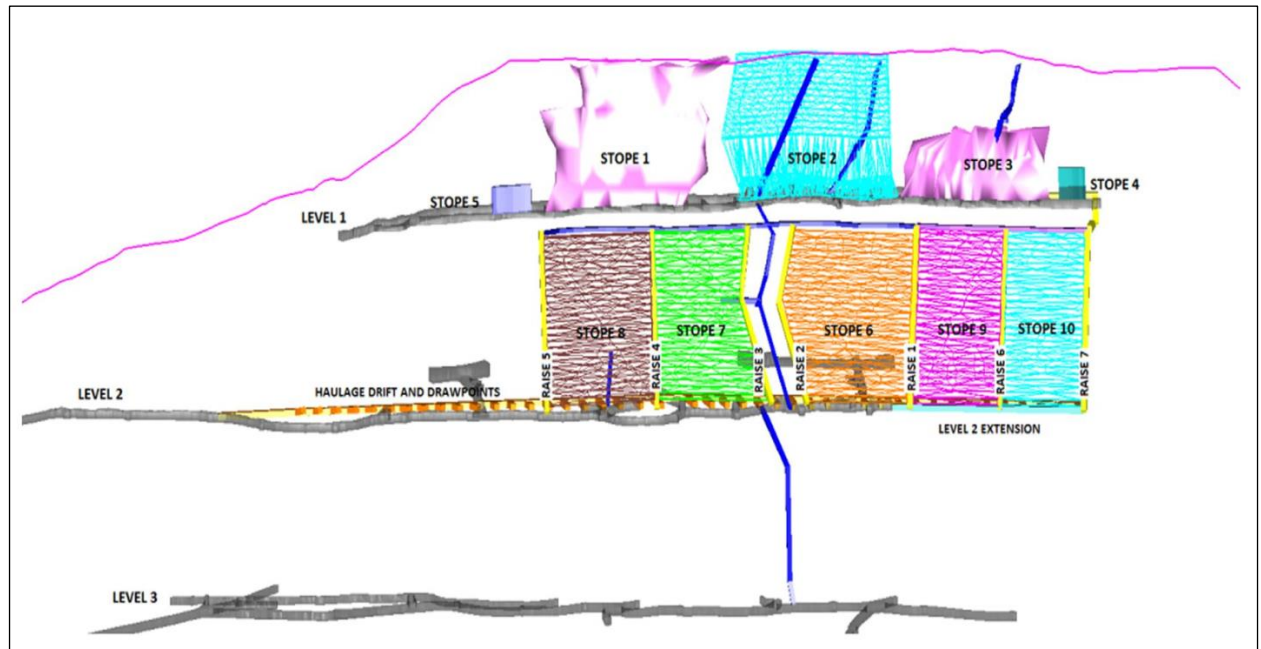 STOPE 1
STOPE 2
STOPE 3
STOPE 4
STOPE 5
LEVEL 1
STOPE 8
STOPE 7
STOPE 6
STOPE 9
STOPE 10
RAISE 5
RAISE 4
RAISE 3
RAISE 2
RAISE 1
RAISE 6
RAISE 7
HAULAGE DRIFT AND DRAWPOINTS
LEVEL 2
LEVEL 2 EXTENSION
LEVEL 3